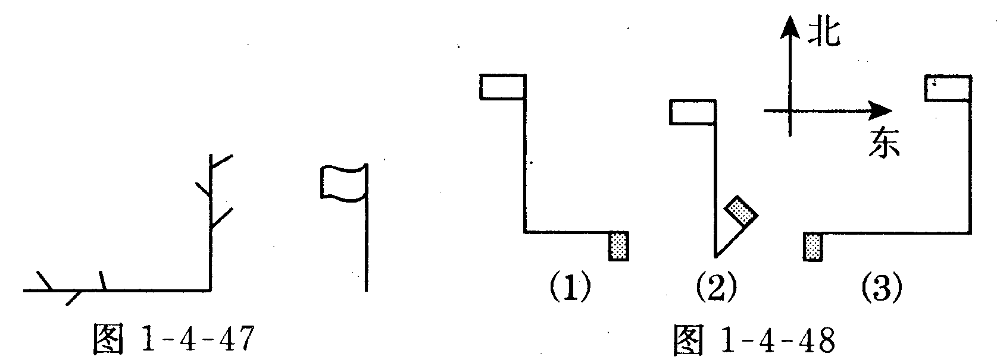 北
东
(1) (2) (3)
图 1-4-47 图 1-4-48